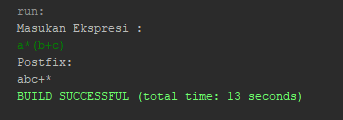 run:
Masukan Ekspresi :
a*(b+c)
Postfix:
abc+*
BUILD SUCCESSFUL (total time: 13 seconds)